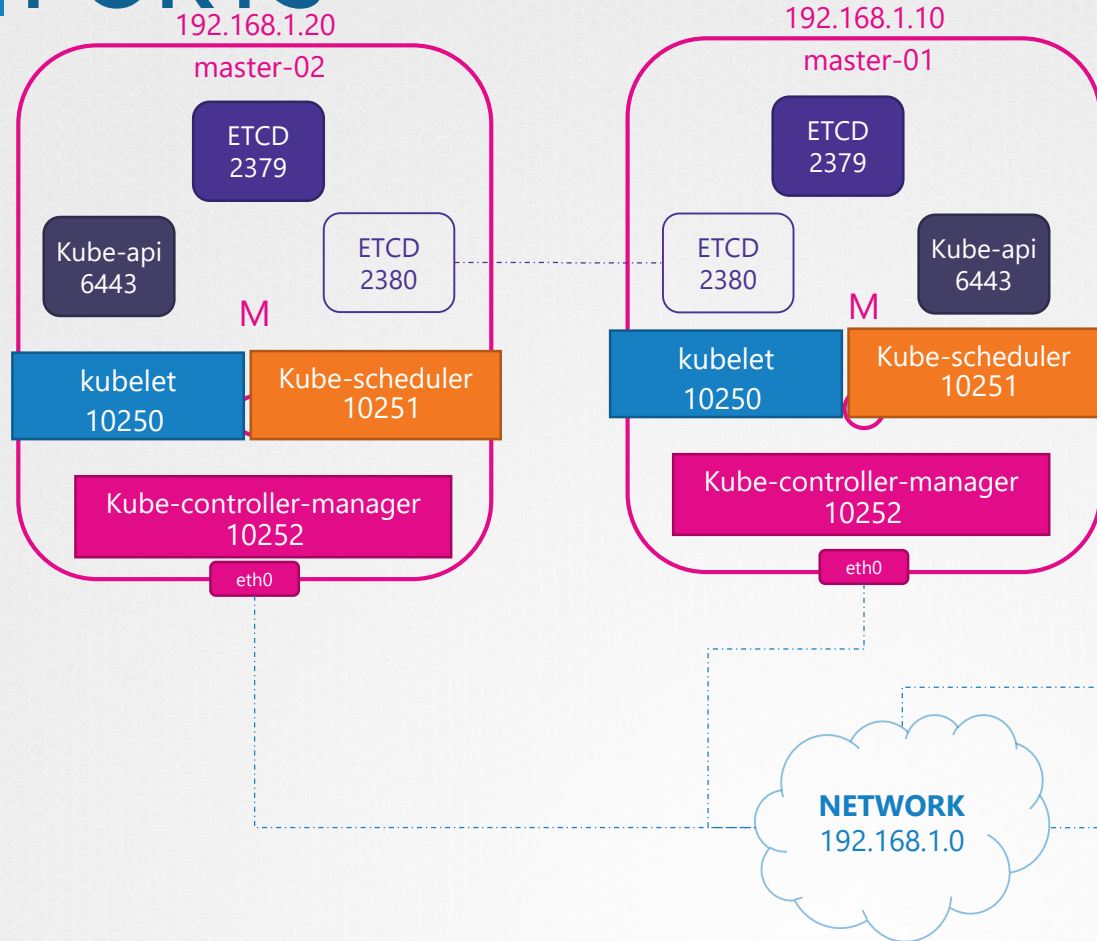 PORTS
192.168.1.20
master-02
ETCD
2379
Kube-api
6443
ETCD
2380
M
kubelet
10250
Kube-scheduler
10251
Kube-controller-manager
10252
eth0
192.168.1.10
master-01
ETCD
2379
ETCD
2380
Kube-api
6443
M
kubelet
10250
Kube-scheduler
10251
Kube-controller-manager
10252
eth0
NETWORK
192.168.1.0